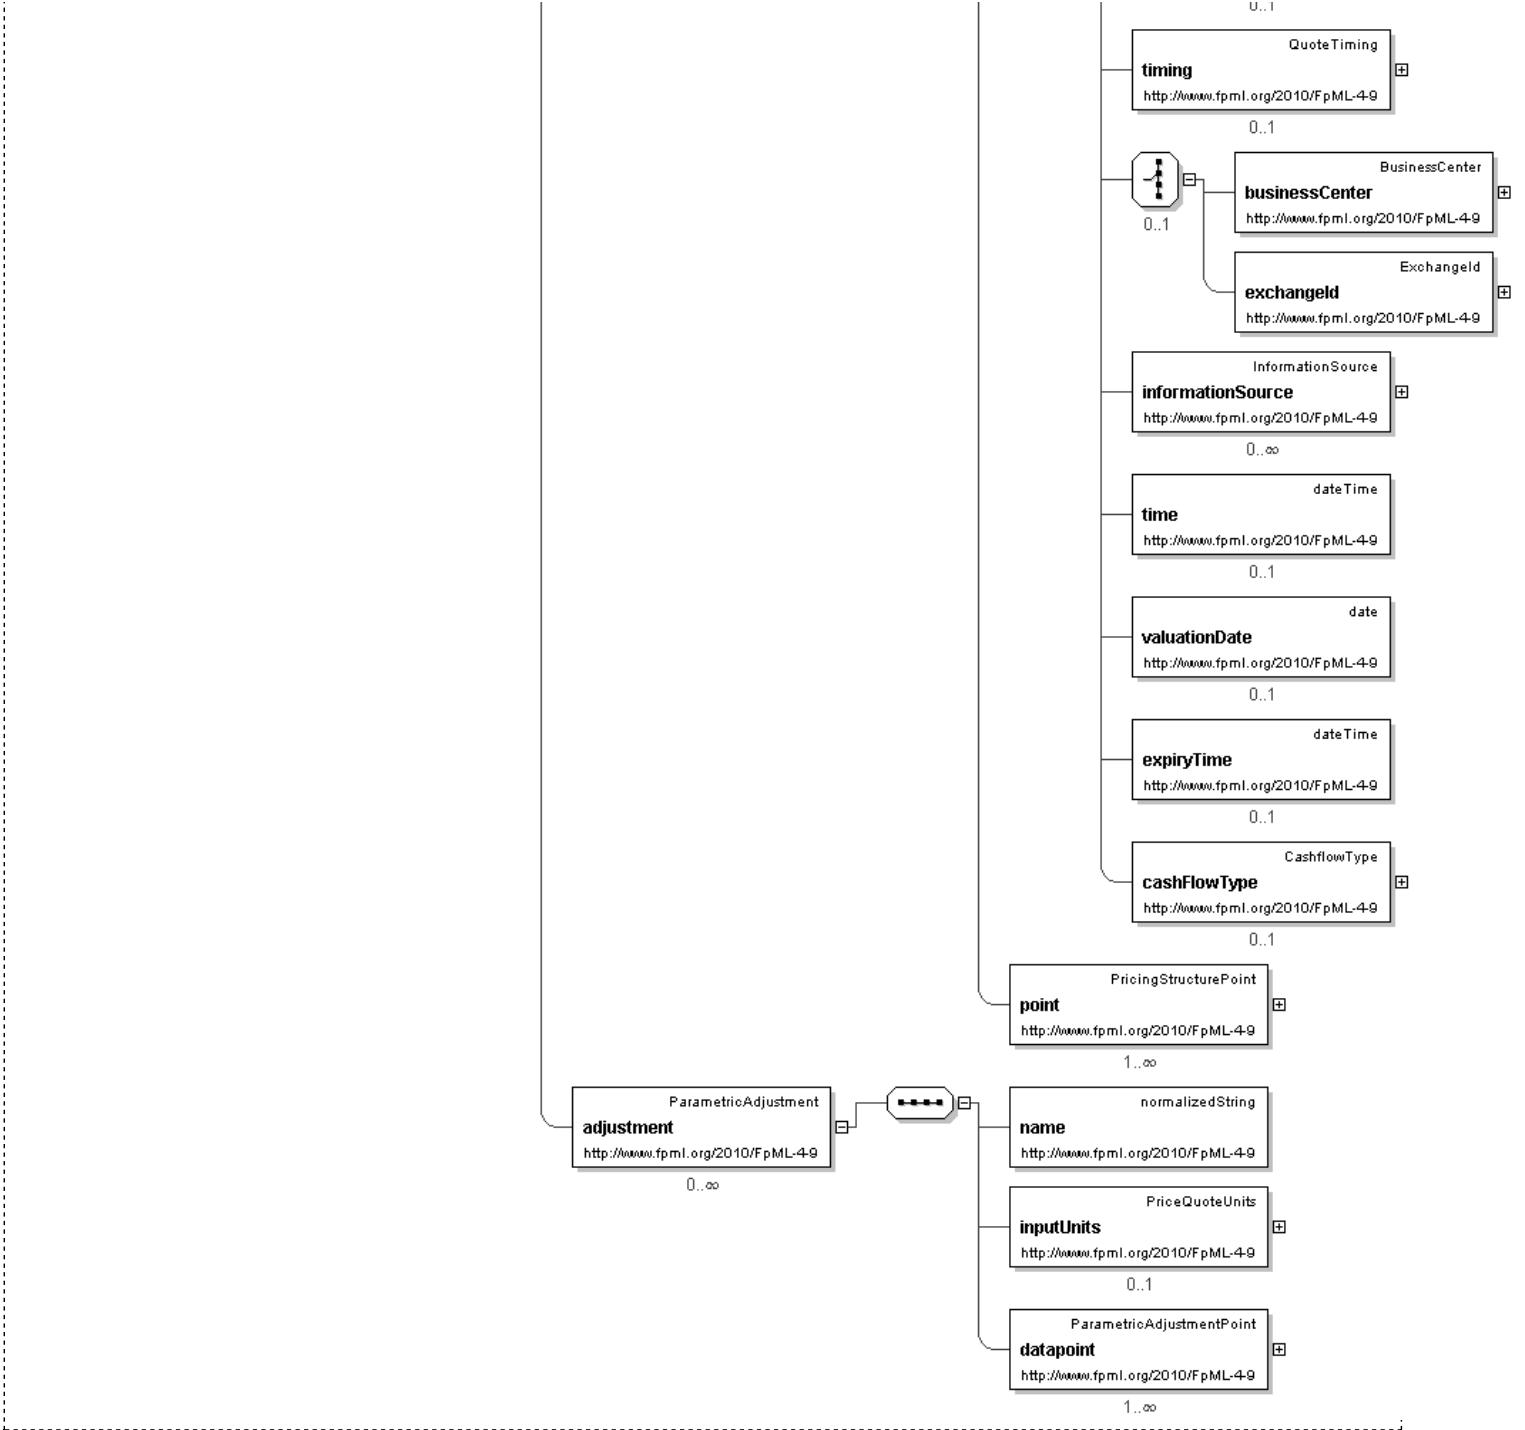 0..1
QuoteTiming
timing
http://www.fpml.org/2010/FpML-4-9
0..1
BusinessCenter
businessCenter
http://www.fpml.org/2010/FpML-4-9
0..1
ExchangeId
exchangeId
http://www.fpml.org/2010/FpML-4-9
InformationSource
informationSource
http://www.fpml.org/2010/FpML-4-9
0..∞
dateTime
time
http://www.fpml.org/2010/FpML-4-9
0..1
date
valuationDate
http://www.fpml.org/2010/FpML-4-9
0..1
dateTime
expiryTime
http://www.fpml.org/2010/FpML-4-9
0..1
CashflowType
cashFlowType
http://www.fpml.org/2010/FpML-4-9
0..1
PricingStructurePoint
point
http://www.fpml.org/2010/FpML-4-9
1..∞
ParametricAdjustment
adjustment
http://www.fpml.org/2010/FpML-4-9
0..∞
normalizedString
name
http://www.fpml.org/2010/FpML-4-9
PriceQuoteUnits
inputUnits
http://www.fpml.org/2010/FpML-4-9
0..1
ParametricAdjustmentPoint
datapoint
http://www.fpml.org/2010/FpML-4-9
1..∞